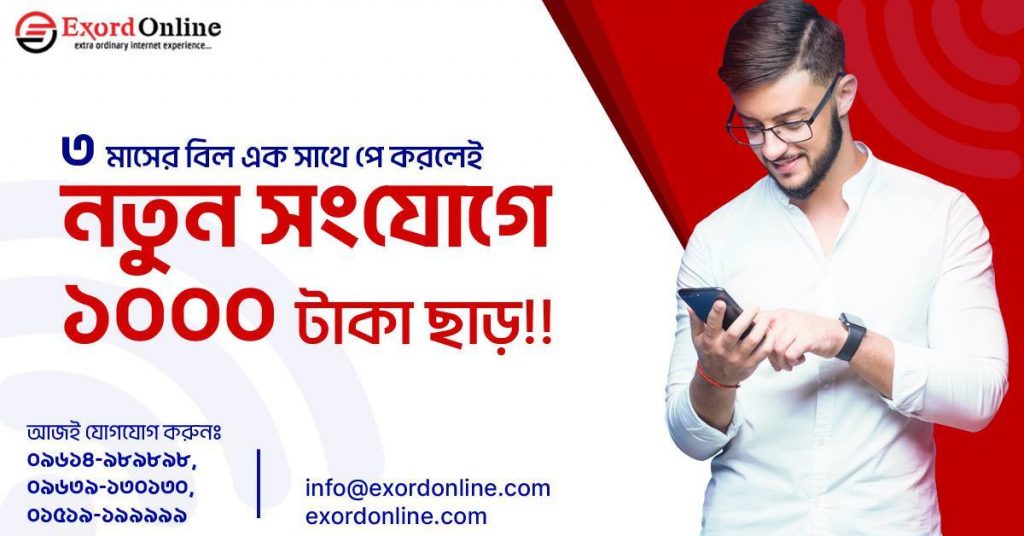 Exord Online
extra ordinary internet experience...
৩ মাসের বিল এক সাথে পে করলেই
নতুন সংযোগে
১০০০ টাকা ছাড়!!
আজই যোগযোগ করুনঃ
০৯৬১৪-৯৮৯৮৯৮,
০৯৬৩৯-১৩০১৩০,
০১৫১৯-১৯৯৯৯৯
info@exordonline.com
exordonline.com